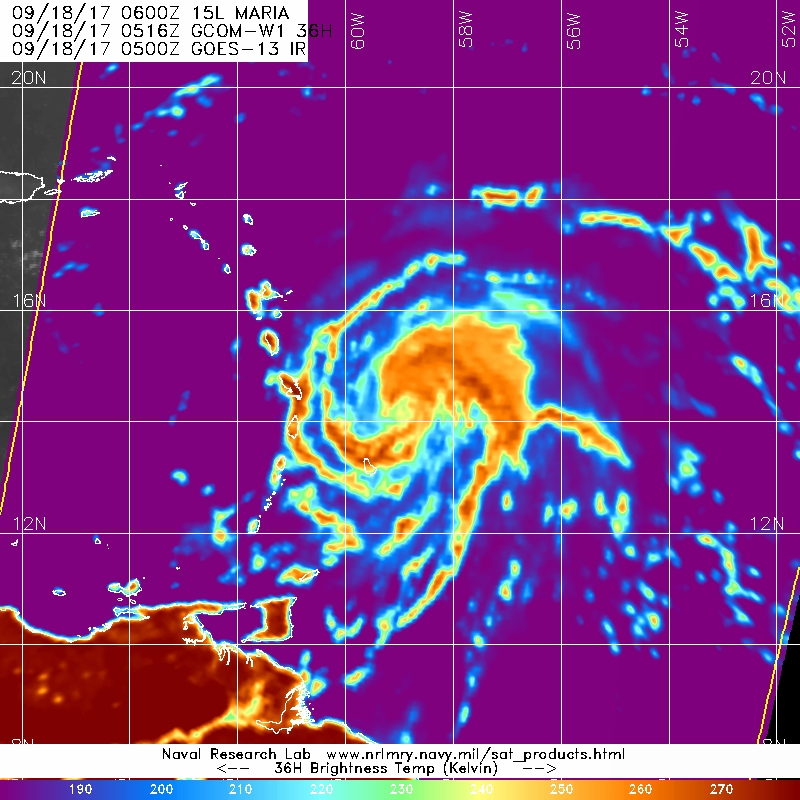 09/18/17 0600Z 15L MARIA
09/18/17 0516Z GCOM-W1 36H
09/18/17 0500Z GOES-13 IR
60W
58W
56W
54W
52W
20N
20N
16N
16N
12N
12N
8N
8N
Naval Research Lab www.nrlmry.navy.mil/sat_products.html
<-- 36H Brightness Temp (Kelvin) -->
190 200 210 220 230 240 250 260 270